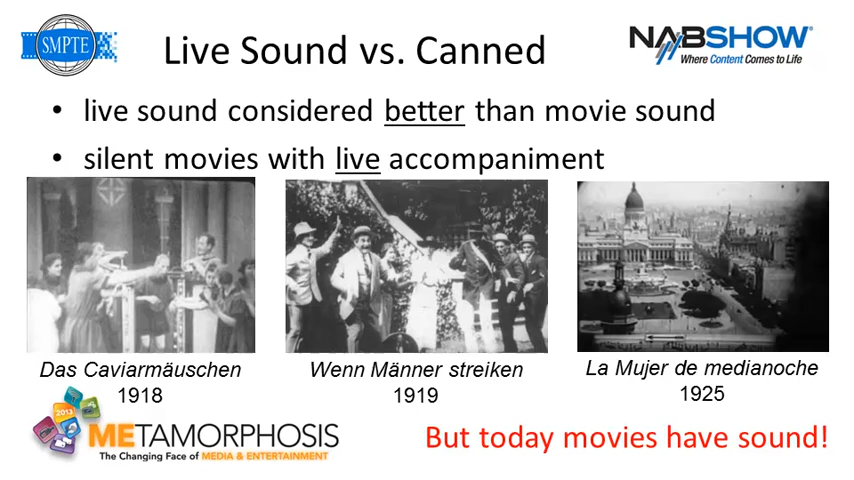 SMPTE
Live Sound vs. Canned
NABSHOW®
Where Content Comes to Life
• live sound considered better than movie sound
• silent movies with live accompaniment
Das Caviarmäuschen
1918
Wenn Männer streiken
1919
La Mujer de medianoche
1925
2013
METAMORPHOSIS
The Changing Face of MEDIA & ENTERTAINMENT
But today movies have sound!